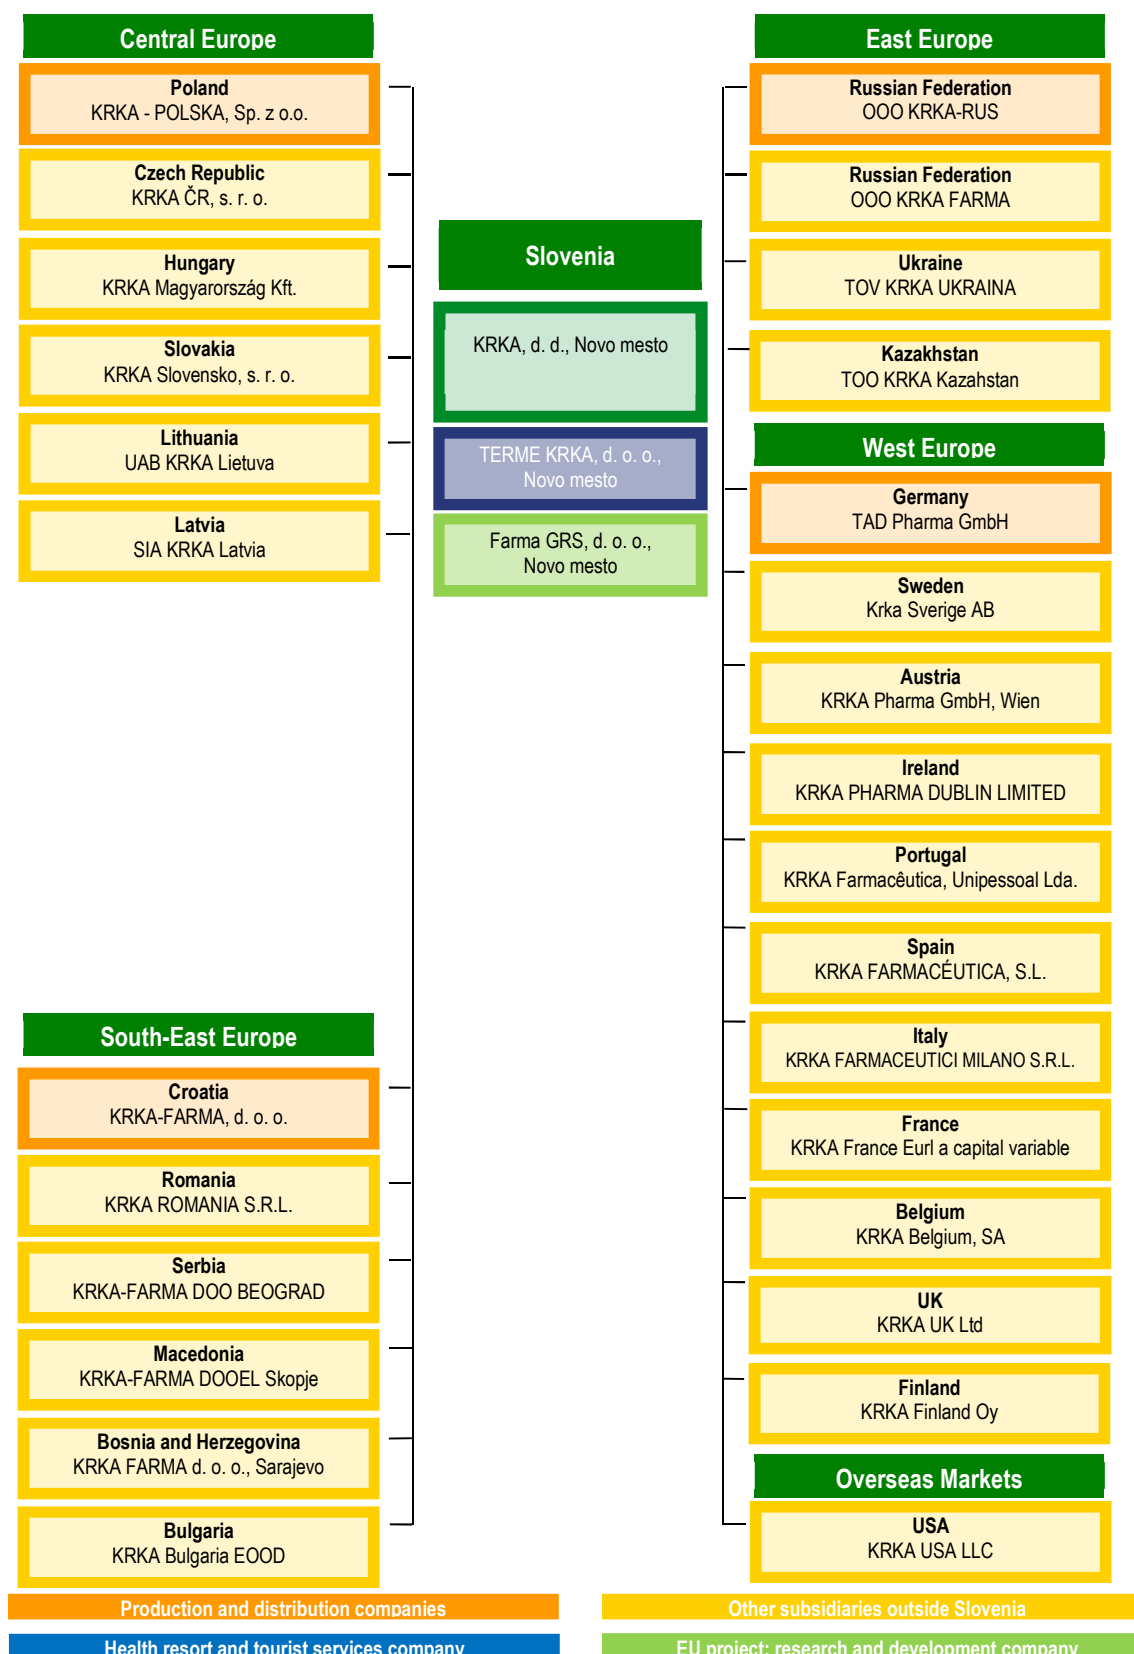 Central Europe
Poland
KRKA - POLSKA, Sp. z o.o.
Czech Republic
KRKA ČR, s. r. o.
Hungary
KRKA Magyarország Kft.
Slovakia
KRKA Slovensko, s. r. o.
Lithuania
UAB KRKA Lietuva
Latvia
SIA KRKA Latvia
South-East Europe
Croatia
KRKA-FARMA, d. o. o.
Romania
KRKA ROMANIA S.R.L.
Serbia
KRKA-FARMA DOO BEOGRAD
Macedonia
KRKA-FARMA DOOEL Skopje
Bosnia and Herzegovina
KRKA FARMA d. o. o., Sarajevo
Bulgaria
KRKA Bulgaria EOOD
Slovenia
KRKA, d. d., Novo mesto
TERME KRKA, d. o. o.,
Novo mesto
Farma GRS, d. o. o.,
Novo mesto
East Europe
Russian Federation
OOO KRKA-RUS
Russian Federation
OOO KRKA FARMA
Ukraine
TOV KRKA UKRAINA
Kazakhstan
TOO KRKA Kazahstan
West Europe
Germany
TAD Pharma GmbH
Sweden
Krka Sverige AB
Austria
KRKA Pharma GmbH, Wien
Ireland
KRKA PHARMA DUBLIN LIMITED
Portugal
KRKA Farmacêutica, Unipessoal Lda.
Spain
KRKA FARMACÉUTICA, S.L.
Italy
KRKA FARMACEUTICI MILANO S.R.L.
France
KRKA France Eurl a capital variable
Belgium
KRKA Belgium, SA
UK
KRKA UK Ltd
Finland
KRKA Finland Oy
Overseas Markets
USA
KRKA USA LLC
Production and distribution companies
Other subsidiaries outside Slovenia
Health resort and tourist services company
EU project: research and development company